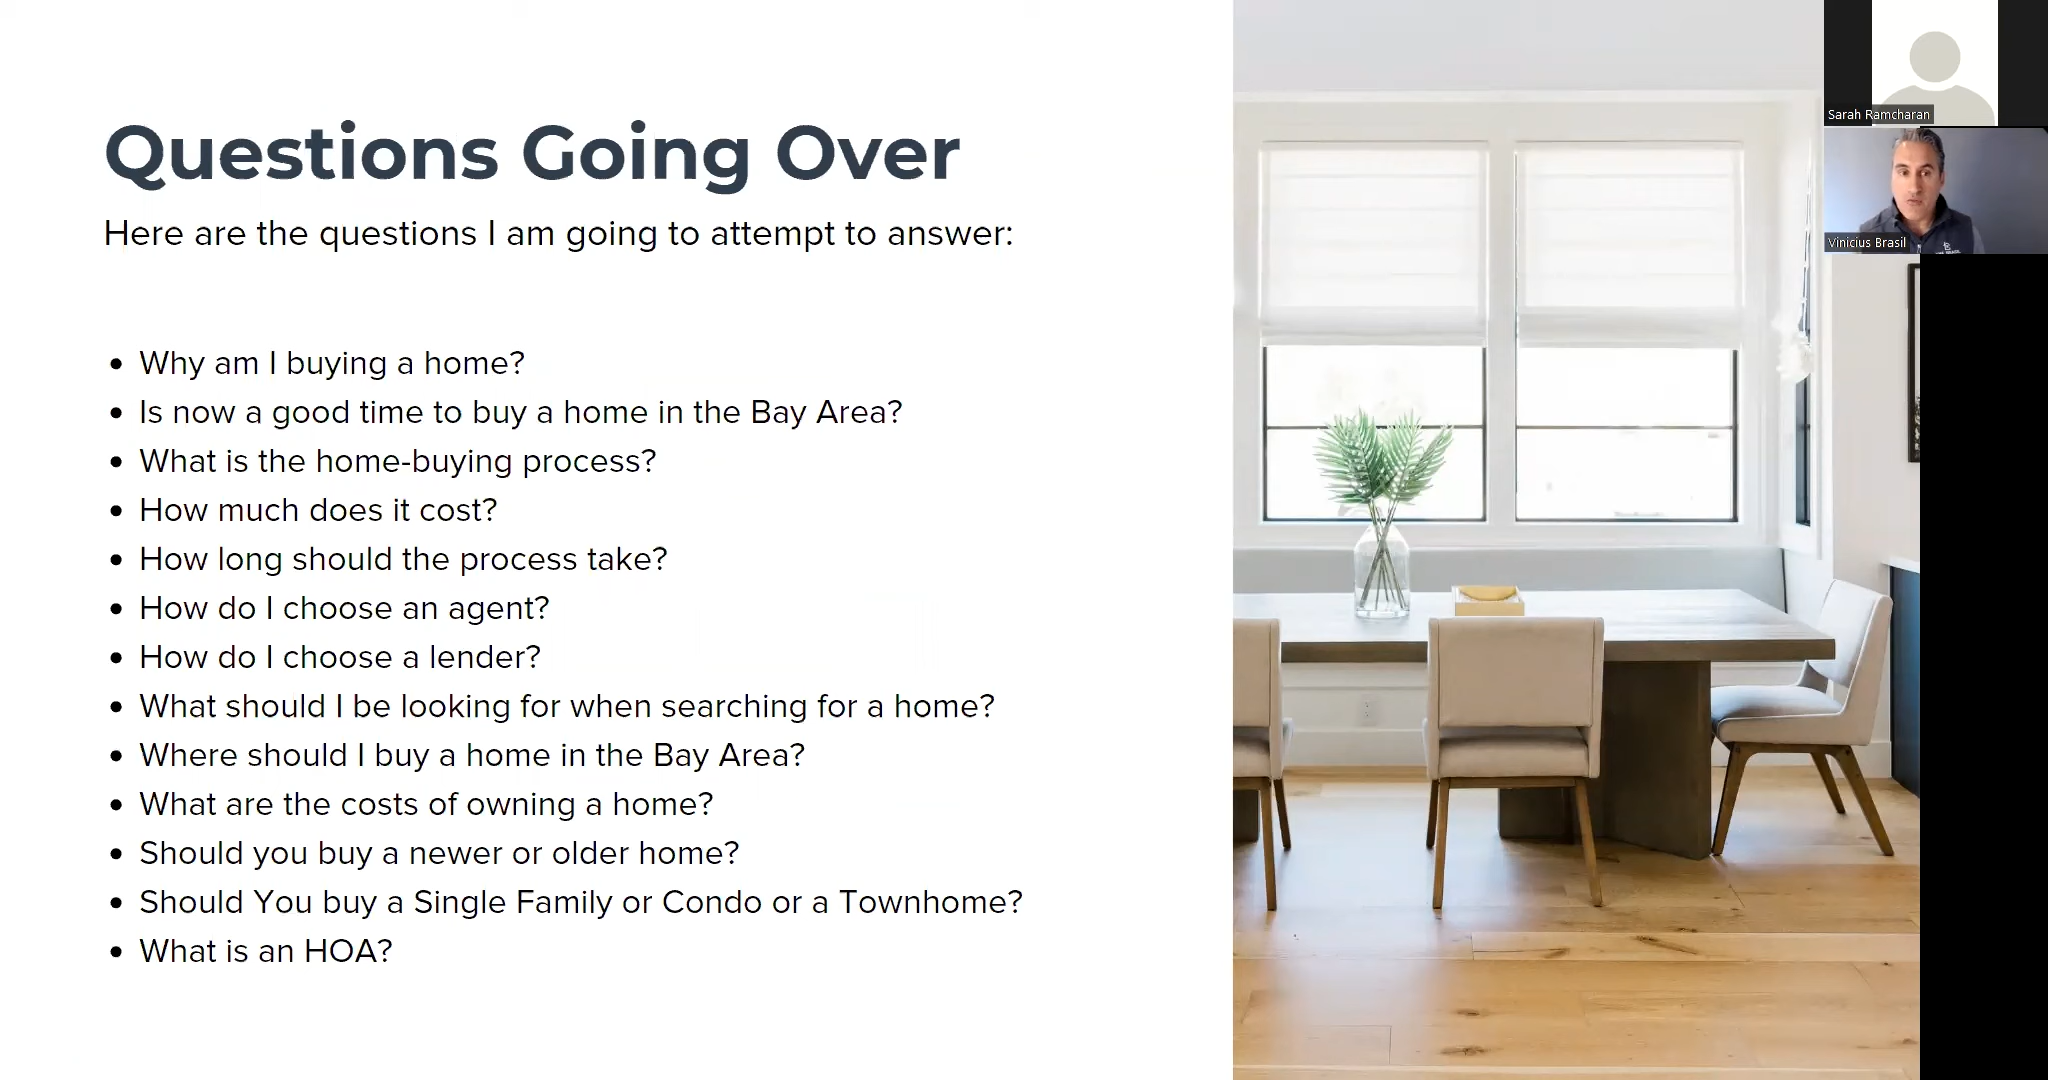 Questions Going Over
Here are the questions I am going to attempt to answer:
• Why am I buying a home?
• Is now a good time to buy a home in the Bay Area?
• What is the home-buying process?
• How much does it cost?
• How long should the process take?
• How do I choose an agent?
• How do I choose a lender?
• What should I be looking for when searching for a home?
• Where should I buy a home in the Bay Area?
• What are the costs of owning a home?
• Should you buy a newer or older home?
• Should You buy a Single Family or Condo or a Townhome?
• What is an HOA?
Sarah Ramcharan
Vinicius Brasil